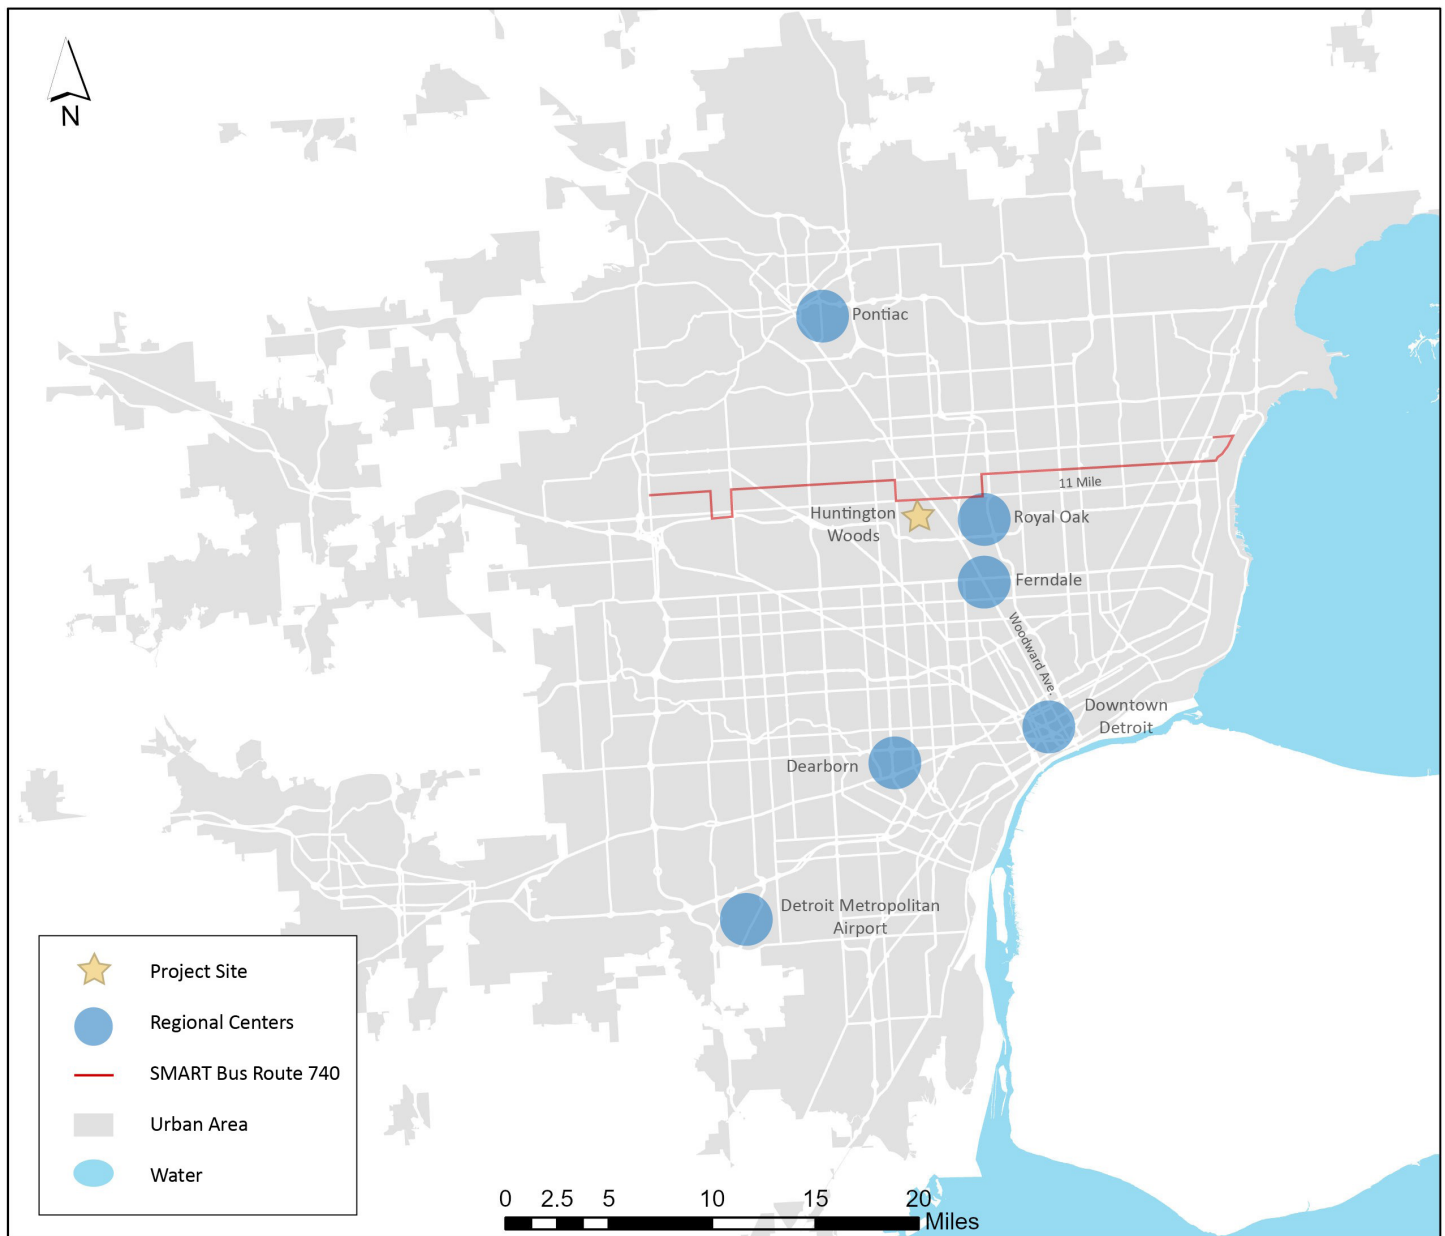 N
Pontiac
11 Mile
Huntington
Woods
Royal Oak
Ferndale
Woodward Ave.
Downtown
Detroit
Dearborn
Detroit Metropolitan
Airport
Project Site
Regional Centers
SMART Bus Route 740
Urban Area
Water
0 2.5 5 10 15 20
Miles